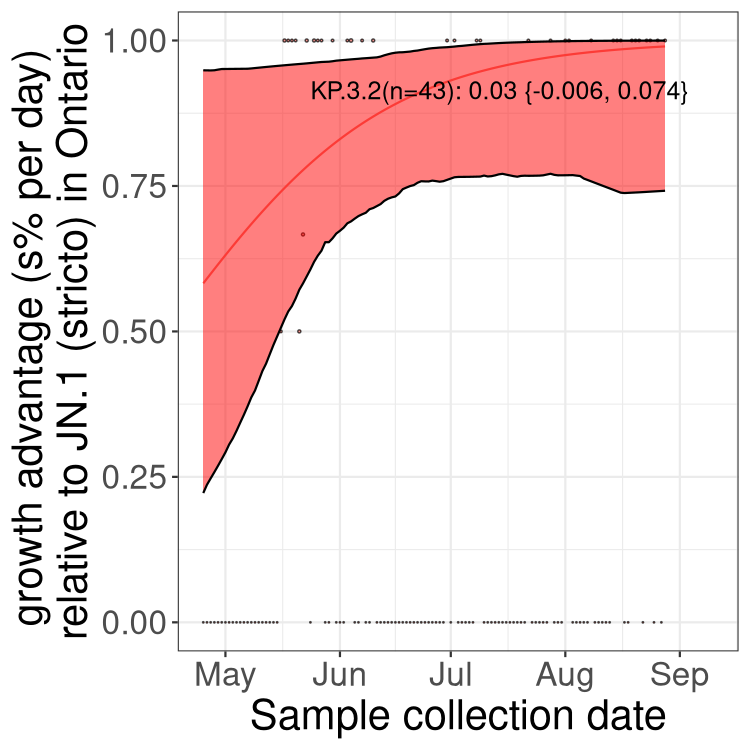 growth advantage (s% per day)
relative to JN.1 (stricto) in Ontario
1.00
0.75
0.50
0.25
0.00
KP.3.2(n=43): 0.03 {-0.006, 0.074}
May Jun Jul Aug Sep
Sample collection date